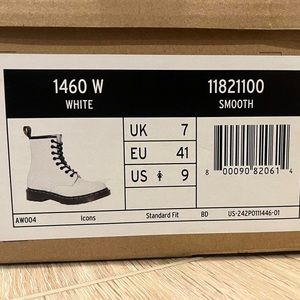 1460 W 11821100
WHITE SMOOTH
UK 7
EU 41
US 9
8 00090 82061 4
AW004 Icons Standard Fit BD US-242P0111446-01